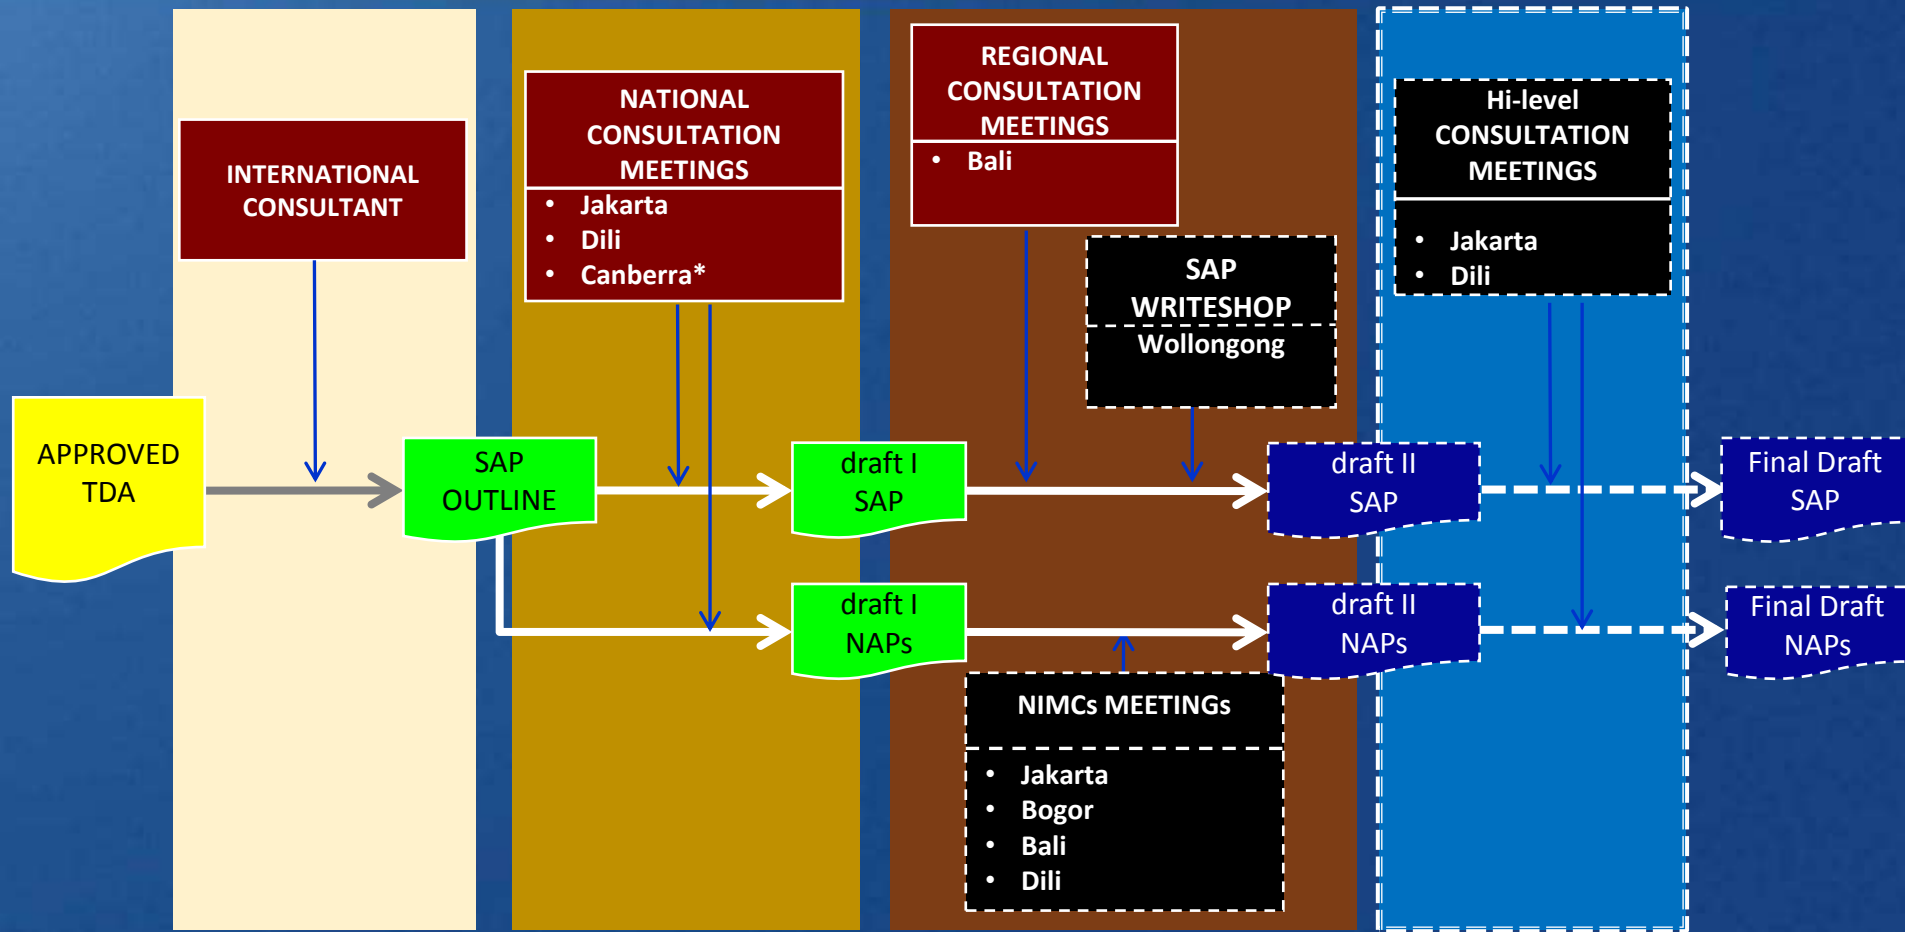 INTERNATIONAL
CONSULTANT
NATIONAL
CONSULTATION
MEETINGS
• Jakarta
• Dili
• Canberra*
REGIONAL
CONSULTATION
MEETINGS
• Bali
SAP
WRITESHOP
Wollongong
Hi-level
CONSULTATION
MEETINGS
• Jakarta
• Dili
APPROVED
TDA
SAP
OUTLINE
draft I
SAP
draft II
SAP
Final Draft
SAP
draft I
NAPs
draft II
NAPs
Final Draft
NAPs
NIMCs MEETINGs
• Jakarta
• Bogor
• Bali
• Dili